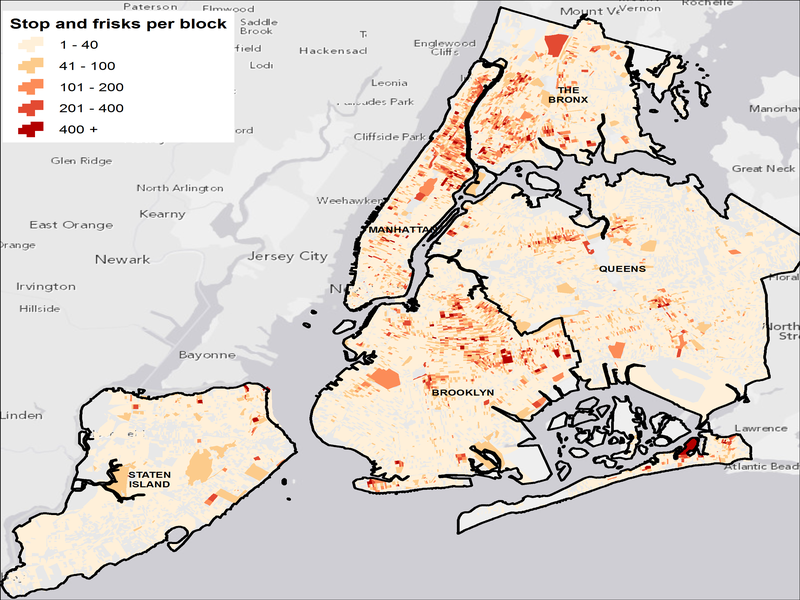 Paterson
Elmwood
Saddle
Brook
Hackensack
Lodi
Englewood
Cliffs
Leonia
Palisades Park
Cliffside Park
Mount Vernon
Rochelle
Stop and frisks per block
1 - 40
41 - 100
101 - 200
201 - 400
400 +
THE
BRONX
Glen Ridge
North Arlington
Kearny
East Orange
Orange
Newark
Weehawken
Jersey City
MANHATTAN
QUEENS
Great Neck
Irvington
Hillside
Bayonne
BROOKLYN
Linden
STATEN
ISLAND
Lawrence
Atlantic Beach